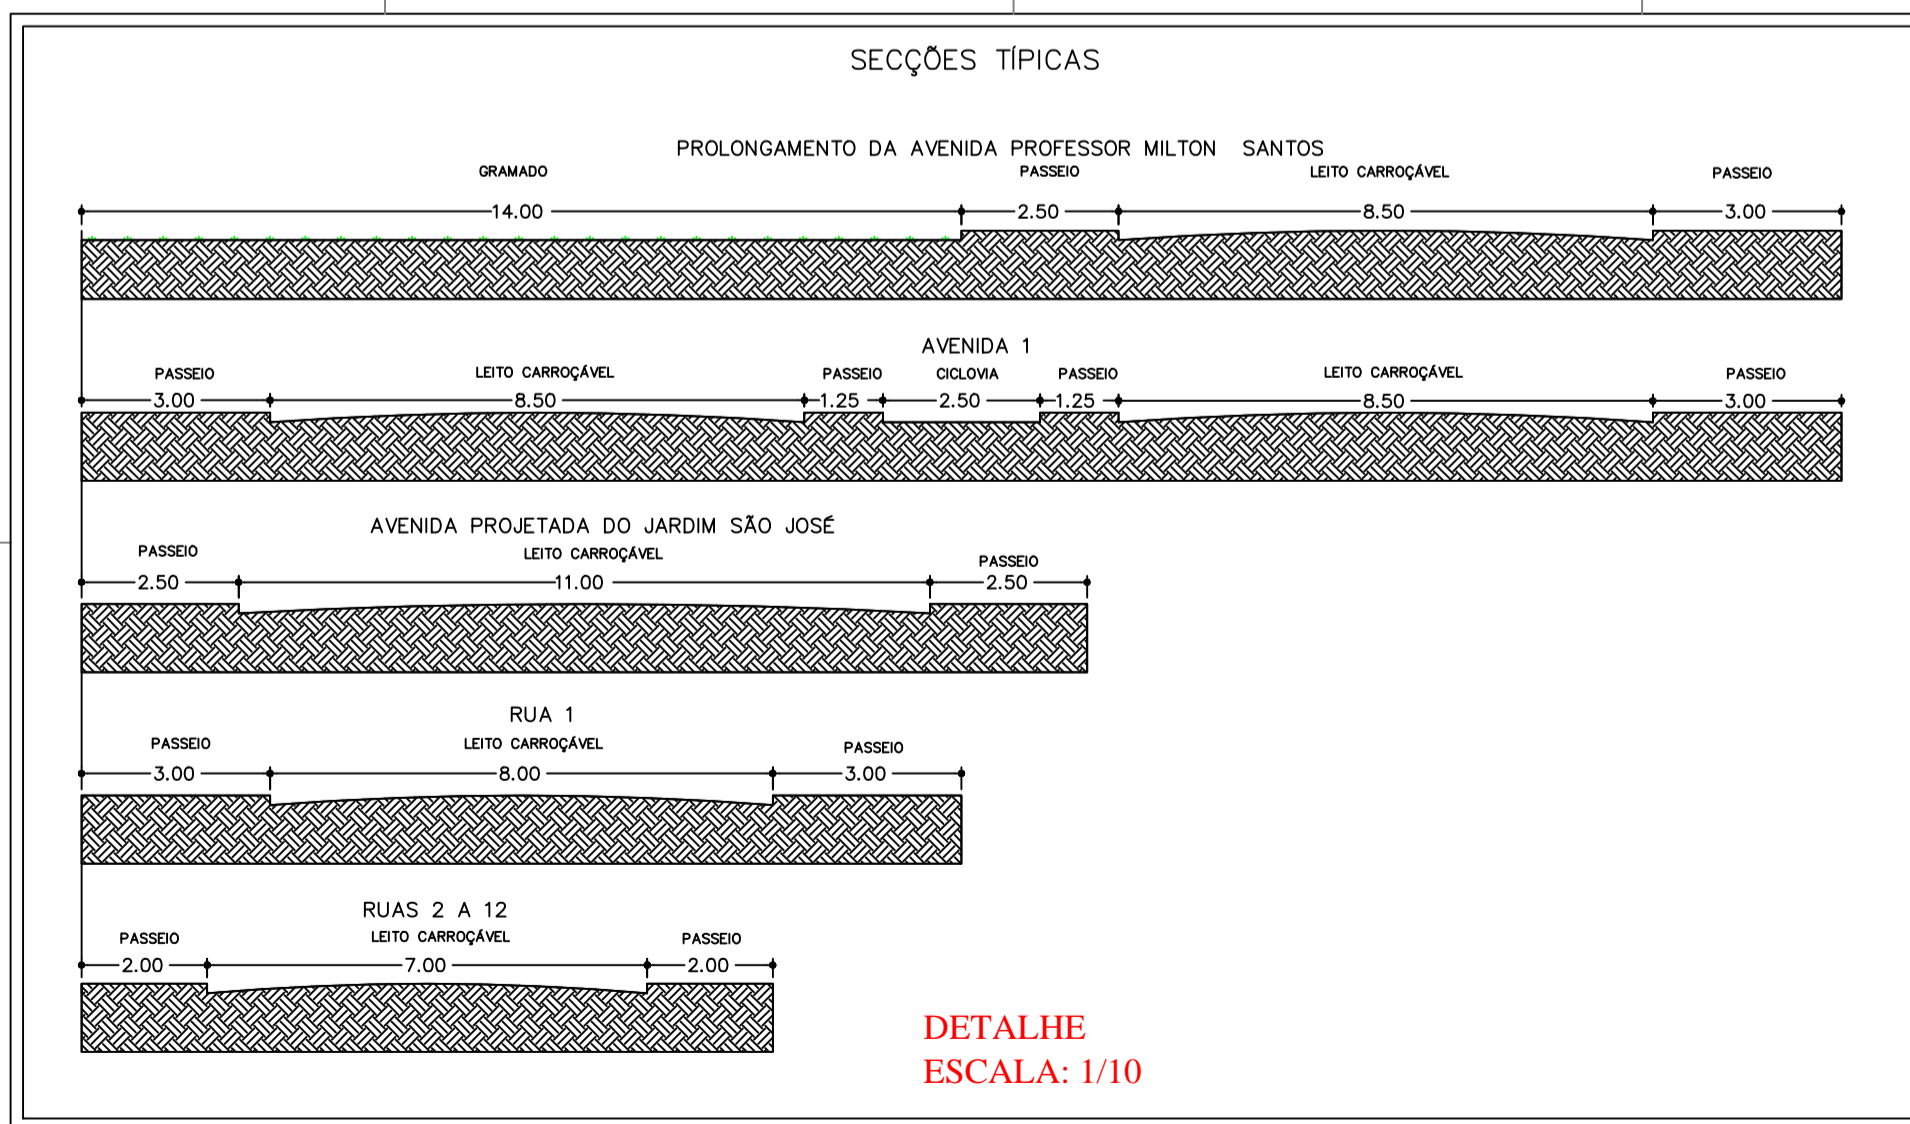 SECÇÕES TÍPICAS
PROLONGAMENTO DA AVENIDA PROFESSOR MILTON SANTOS
GRAMADO PASSEIO LEITO CARROÇÁVEL PASSEIO
14.00 2.50 8.50 3.00
AVENIDA 1
PASSEIO LEITO CARROÇÁVEL PASSEIO CICLOVIA PASSEIO LEITO CARROÇÁVEL PASSEIO
3.00 8.50 1.25 2.50 1.25 8.50 3.00
AVENIDA PROJETADA DO JARDIM SÃO JOSÉ
PASSEIO LEITO CARROÇÁVEL PASSEIO
2.50 11.00 2.50
RUA 1
PASSEIO LEITO CARROÇÁVEL PASSEIO
3.00 8.00 3.00
RUAS 2 A 12
PASSEIO LEITO CARROÇÁVEL PASSEIO
2.00 7.00 2.00
DETALHE
ESCALA: 1/10